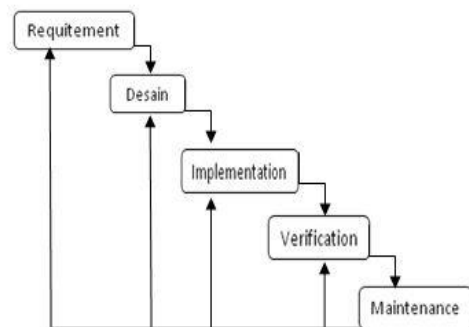 Requitement
Desain
Implementation
Verification
Maintenance